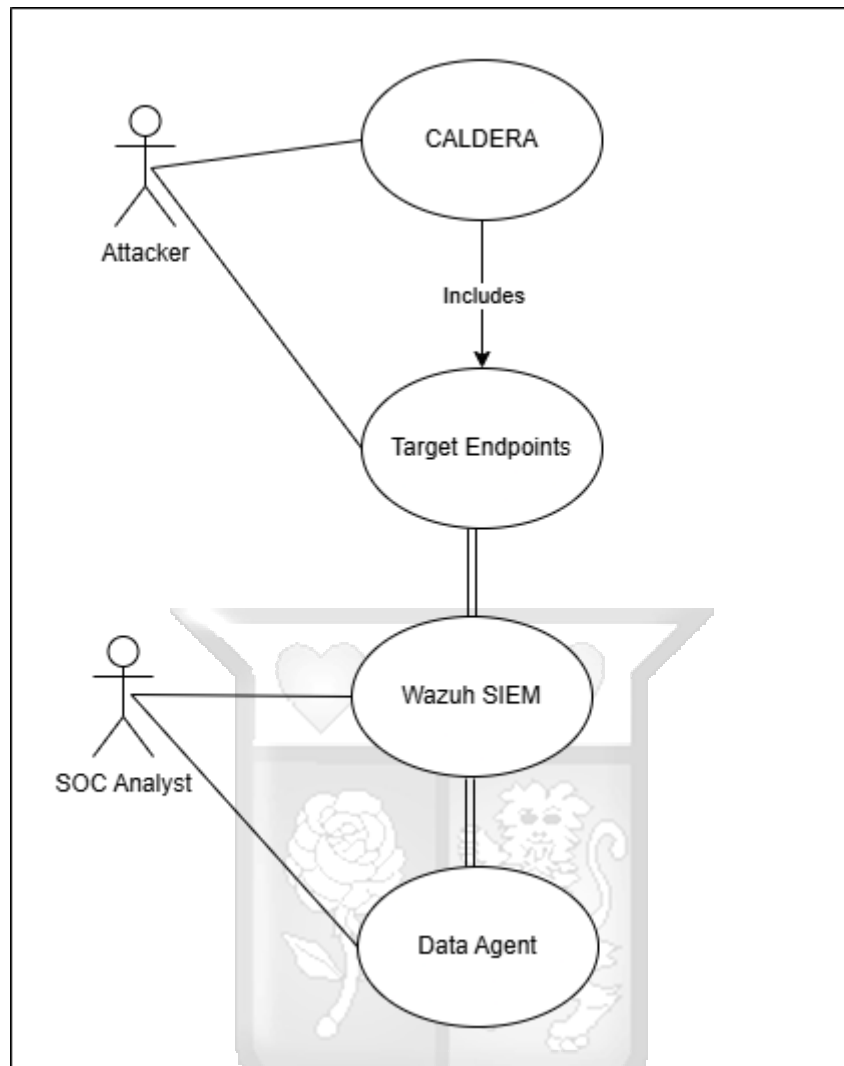 CALDERA
Attacker
Includes
Target Endpoints
Wazuh SIEM
SOC Analyst
Data Agent